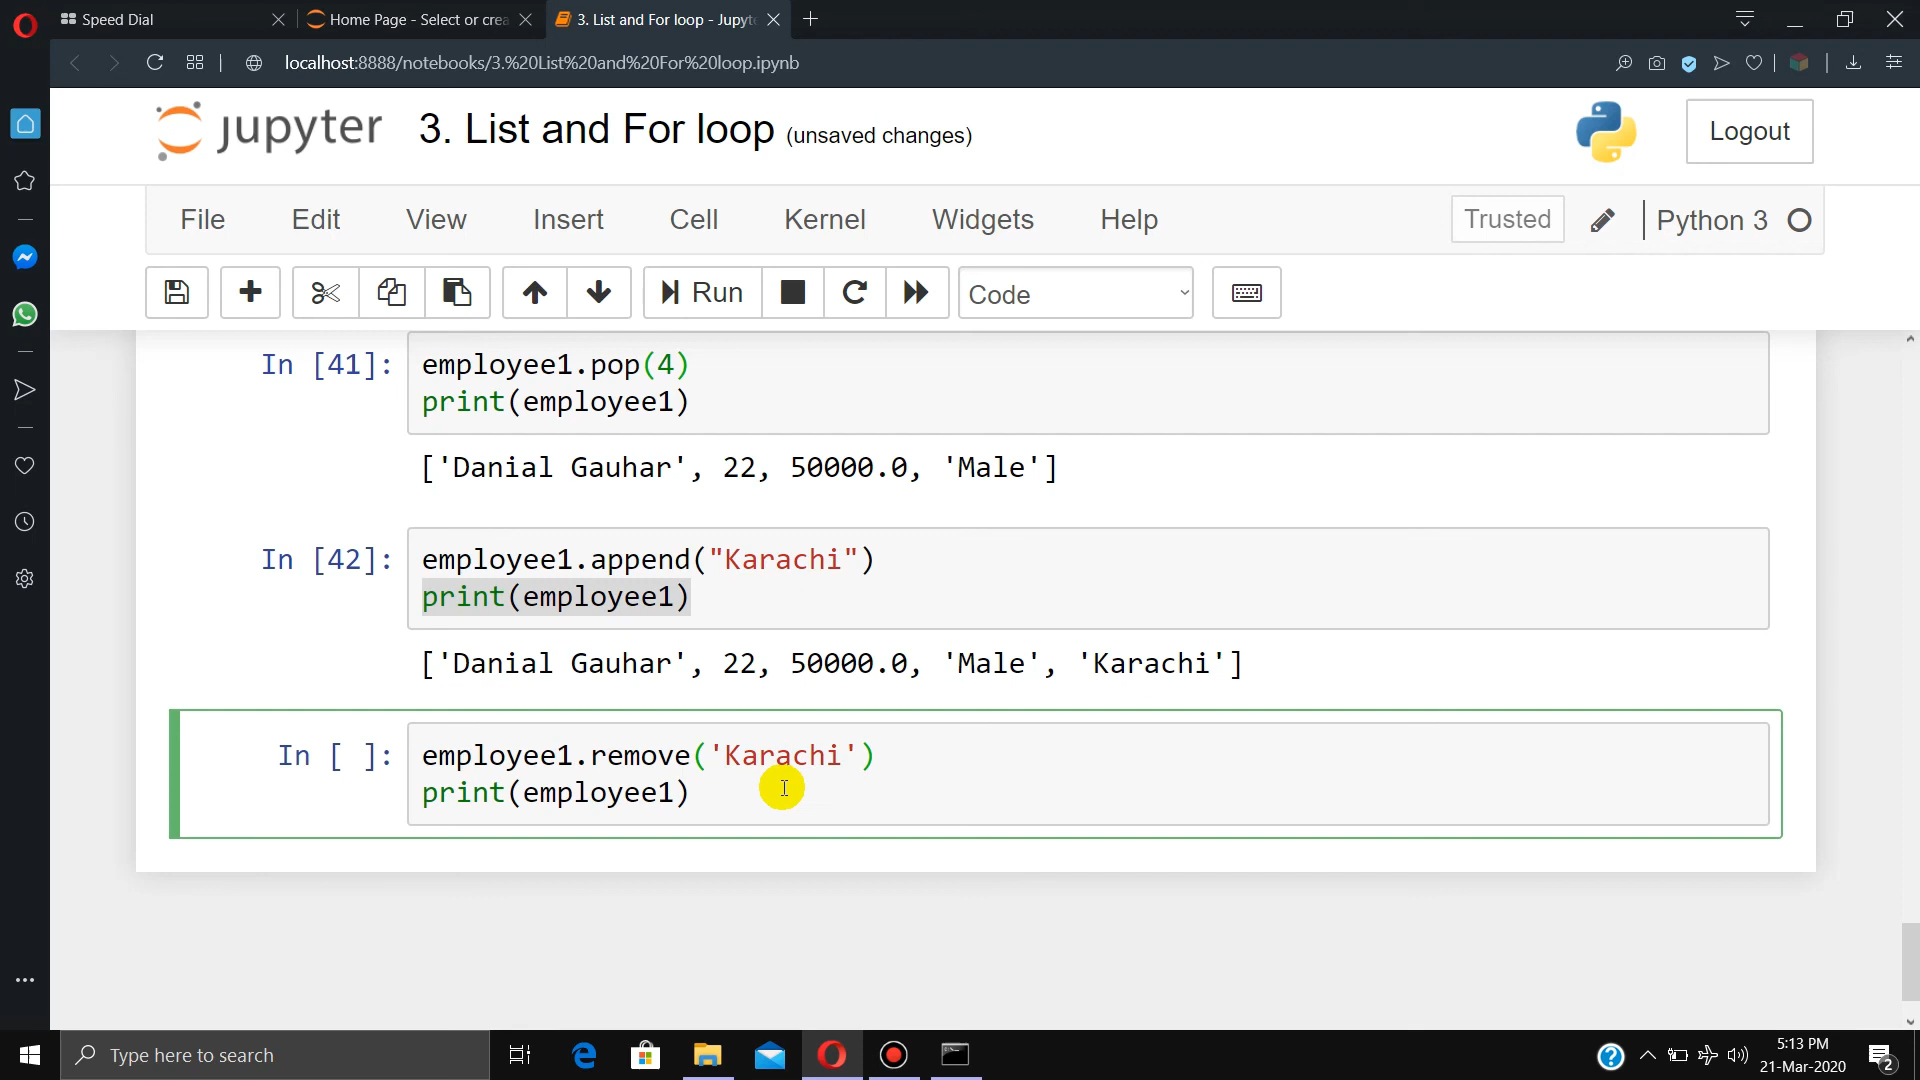 Speed Dial
Home Page - Select or crea
3. List and For loop - Jupyt
localhost:8888/notebooks/3.%20List%20and%20For%20loop.ipynb
jupyter 3. List and For loop (unsaved changes)
Logout
File Edit View Insert Cell Kernel Widgets Help Trusted Python 3
Run Code
In [41]: employee1.pop(4)
print(employee1)
['Danial Gauhar', 22, 50000.0, 'Male']
In [42]: employee1.append("Karachi")
print(employee1)
['Danial Gauhar', 22, 50000.0, 'Male', 'Karachi']
In [ ]: employee1.remove('Karachi')
print(employee1)
Type here to search
5:13 PM
21-Mar-2020
2